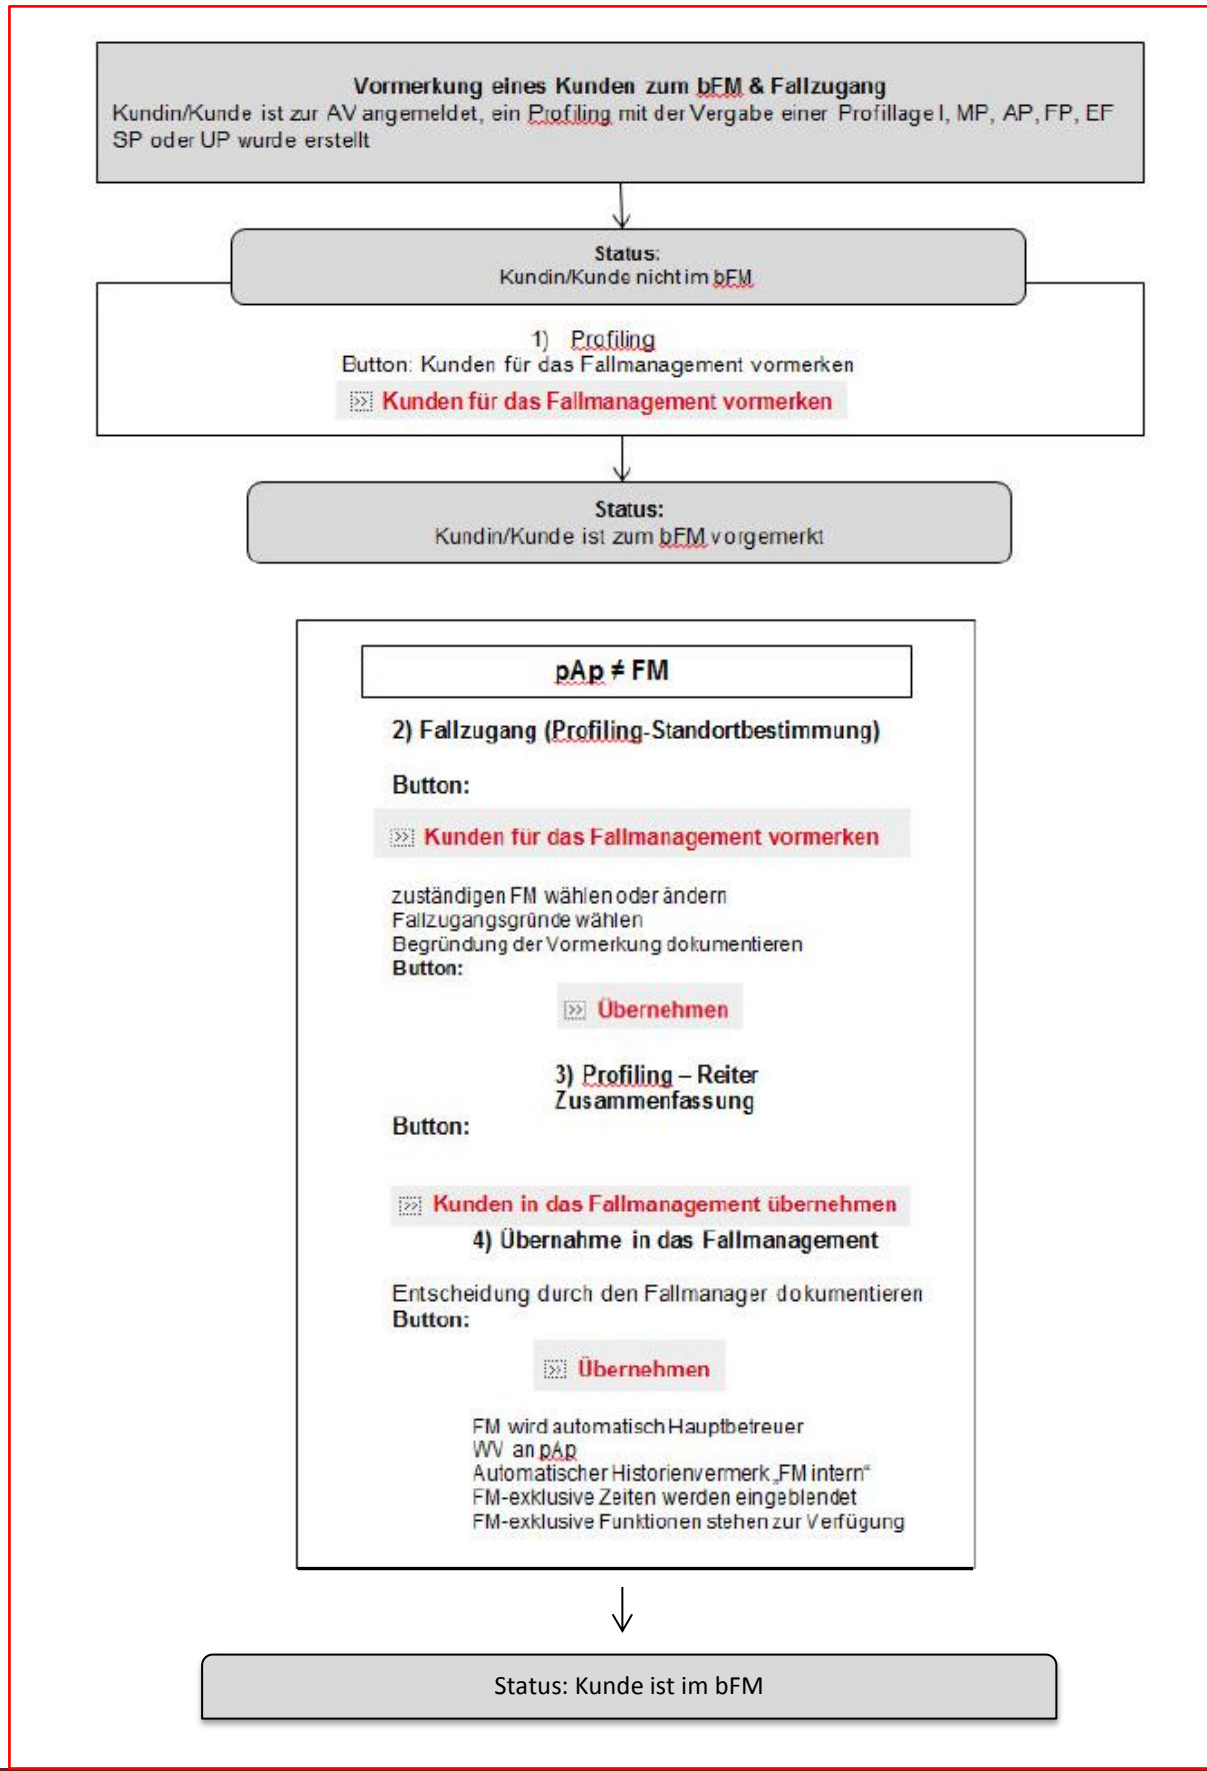 Vormerkung eines Kunden zum bFM & Fallzugang
Kundin/Kunde ist zur AV angemeldet, ein Profiling mit der Vergabe einer Profillage I, MP, AP, FP, EF
SP oder UP wurde erstellt
Status:
Kundin/Kunde nicht im bFM
1) Profiling
Button: Kunden für das Fallmanagement vormerken
>> Kunden für das Fallmanagement vormerken
Status:
Kundin/Kunde ist zum bFM vorgemerkt
pAp ≠ FM
2) Fallzugang (Profiling-Standortbestimmung)
Button:
>> Kunden für das Fallmanagement vormerken
zuständigen FM wählen oder ändern
Fallzugangsgründe wählen
Begründung der Vormerkung dokumentieren
Button:
>> Übernehmen
3) Profiling – Reiter
Zusammenfassung
Button:
>> Kunden in das Fallmanagement übernehmen
4) Übernahme in das Fallmanagement
Entscheidung durch den Fallmanager dokumentieren
Button:
>> Übernehmen
FM wird automatisch Hauptbetreuer
WV an pAp
Automatischer Historienvermerk „FM intern“
FM-exklusive Zeiten werden eingeblendet
FM-exklusive Funktionen stehen zur Verfügung
Status: Kunde ist im bFM